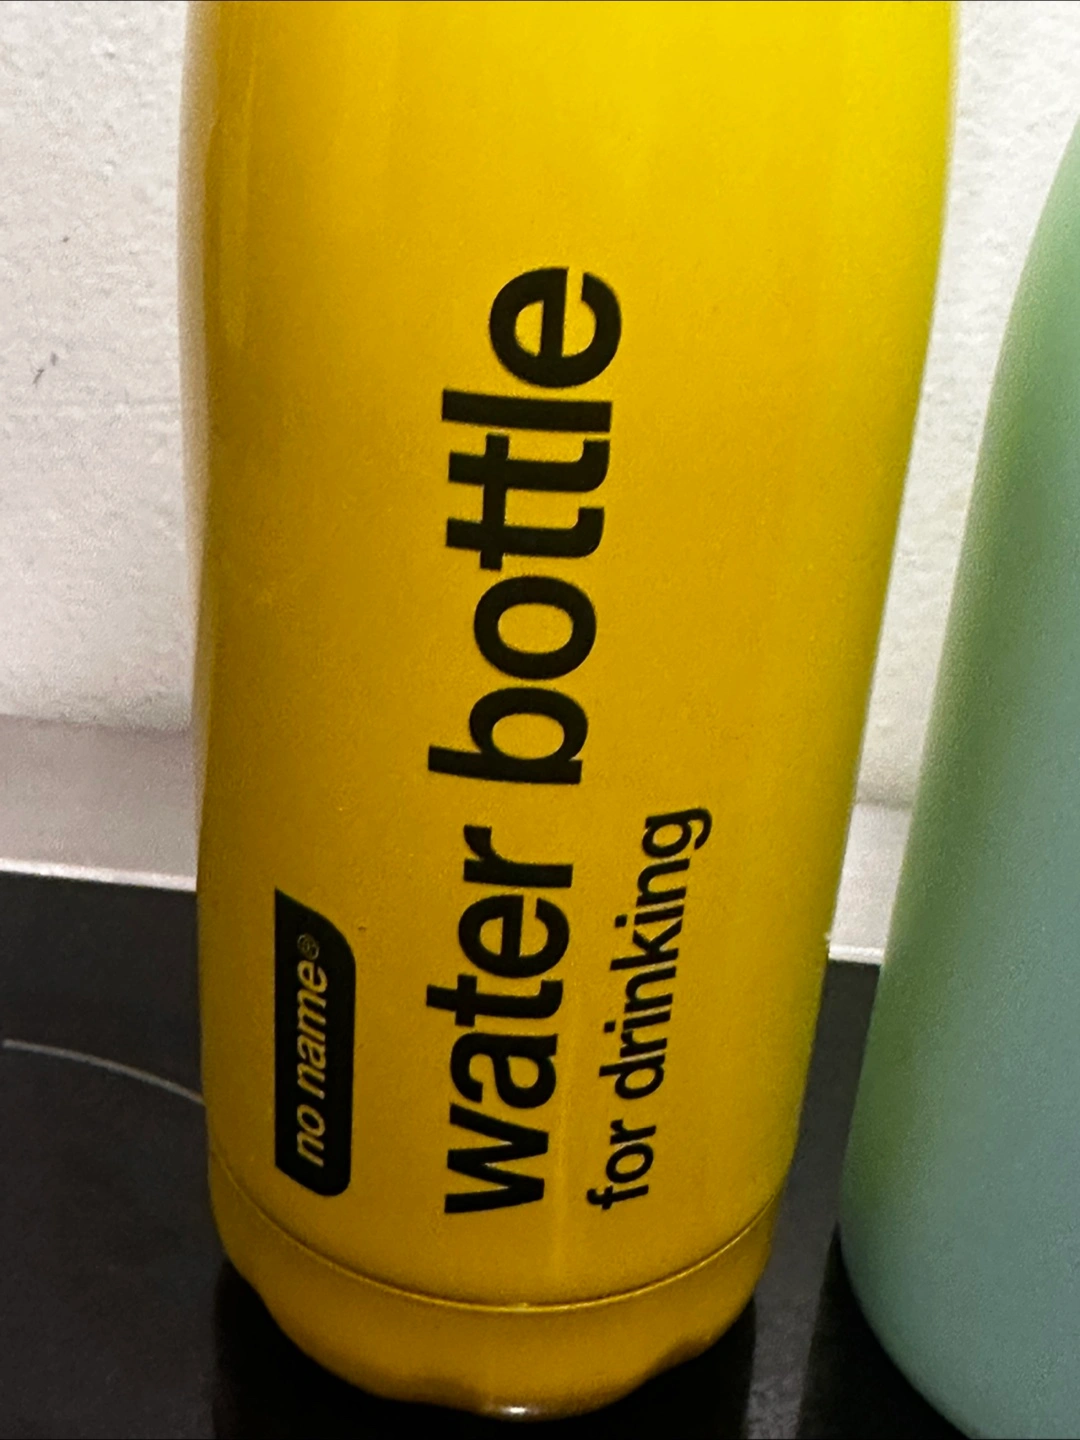 no name®
water bottle
for drinking